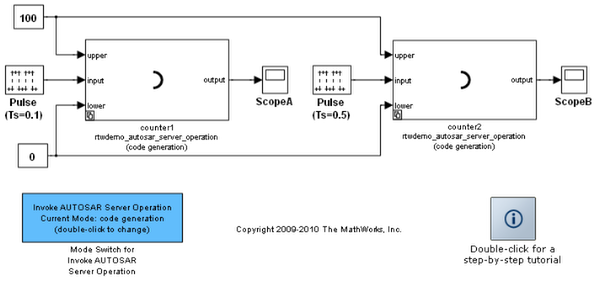 100
upper
input
lower
output
Pulse
(Ts=0.1)
ScopeA
counter1
rtwdemo_autosar_server_operation
(code generation)
upper
input
lower
output
Pulse
(Ts=0.5)
ScopeB
counter2
rtwdemo_autosar_server_operation
(code generation)
0
Invoke AUTOSAR Server Operation
Current Mode: code generation
(double-click to change)
Mode Switch for
Invoke AUTOSAR
Server Operation
Copyright 2009-2010 The MathWorks, Inc.
i
Double-click for a
step-by-step tutorial